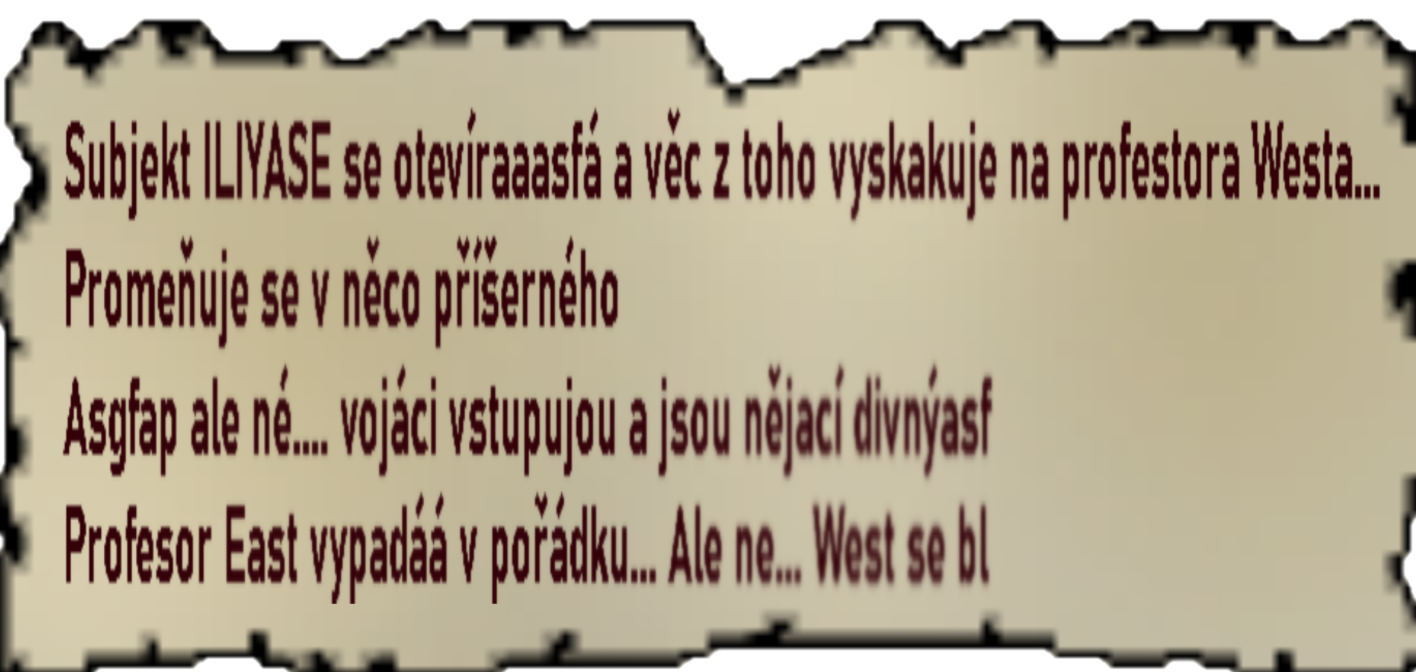 Subjekt ILIYASE se otevíraaasfá a věc z toho vyskakuje na profestora Westa...
Promeňuje se v něco příšerného
Asgfap ale né.... vojáci vstupujou a jsou nějací divnýasf
Profesor East vypadáá v pořádku... Ale ne... West se bl